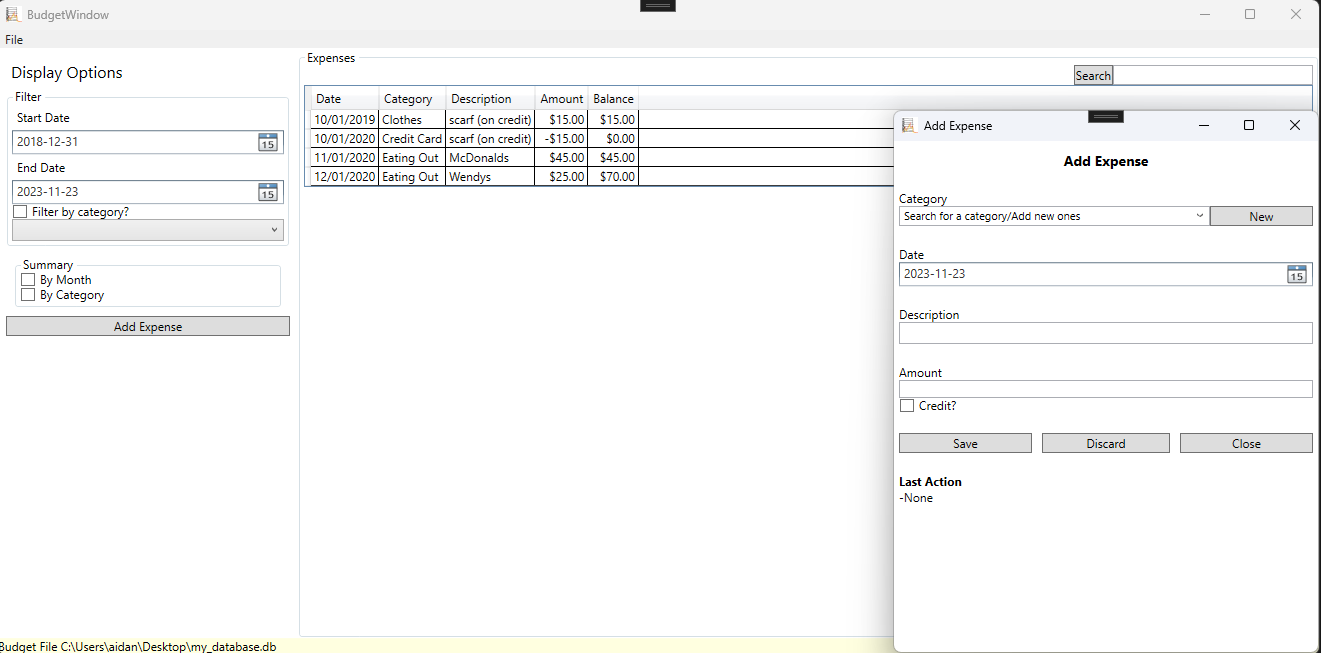 BudgetWindow
File
Display Options
Filter
Start Date
2018-12-31
15
End Date
2023-11-23
15
Filter by category?
Summary
By Month
By Category
Add Expense
Expenses
Search
Date Category Description Amount Balance
10/01/2019 Clothes scarf (on credit) $15.00 $15.00
10/01/2020 Credit Card scarf (on credit) -$15.00 $0.00
11/01/2020 Eating Out McDonalds $45.00 $45.00
12/01/2020 Eating Out Wendys $25.00 $70.00
Add Expense
Add Expense
Category
Search for a category/Add new ones New
Date
2023-11-23
15
Description
Amount
Credit?
Save Discard Close
Last Action
-None
Budget File C:\Users\aidan\Desktop\my_database.db